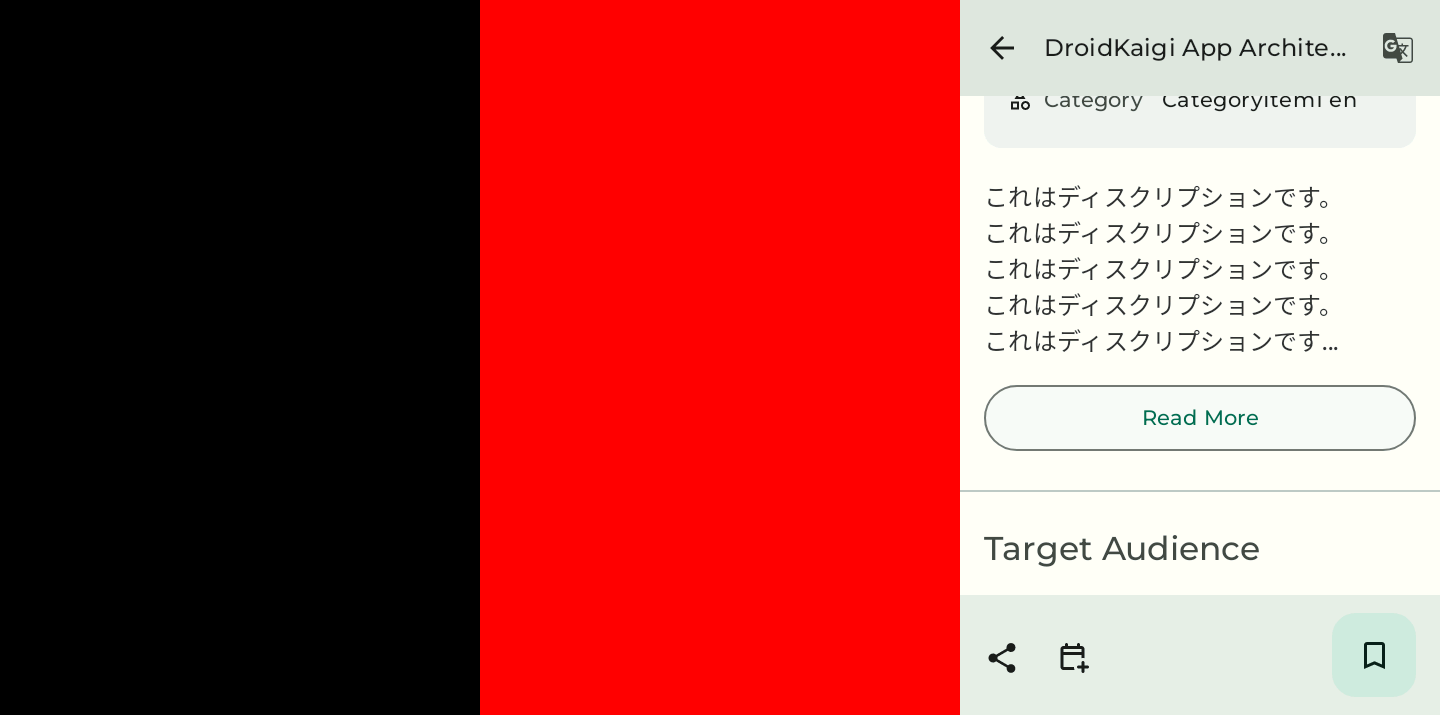 DroidKaigi App Archite...
Category CategoryItem1 en
これはディスクリプションです。
これはディスクリプションです。
これはディスクリプションです。
これはディスクリプションです。
これはディスクリプションです...
Read More
Target Audience